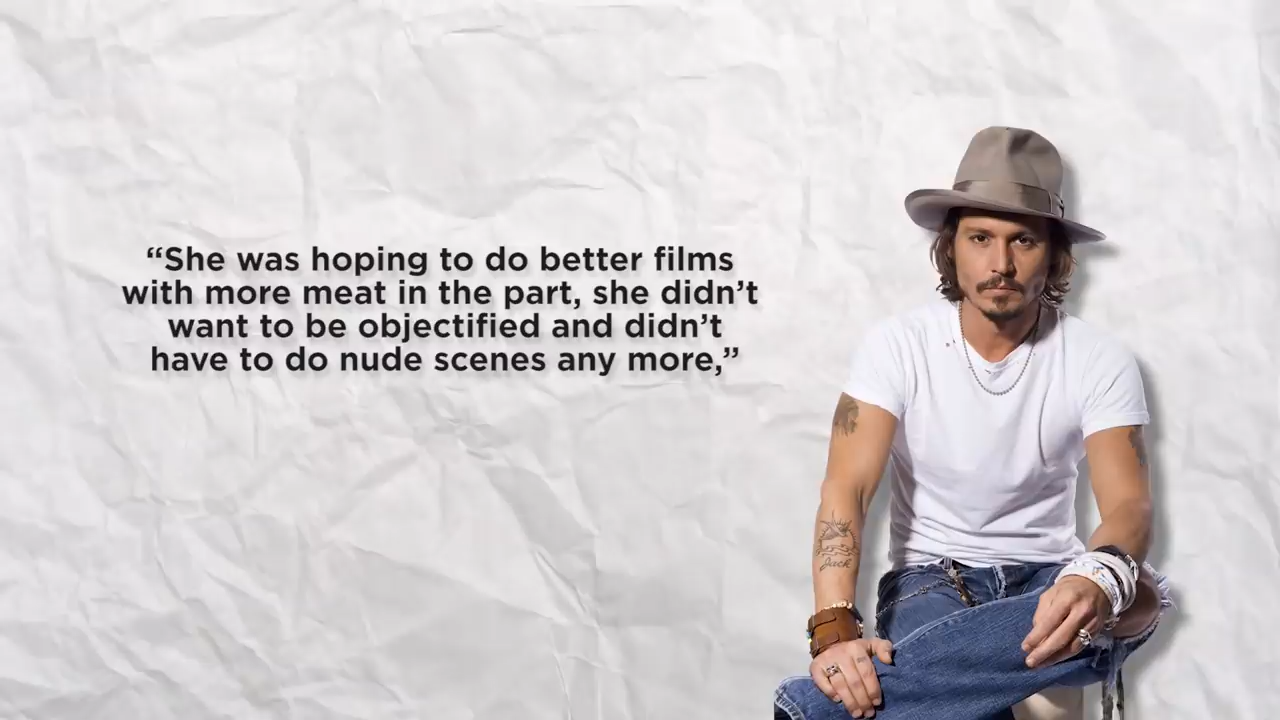 “She was hoping to do better films
with more meat in the part, she didn’t
want to be objectified and didn’t
have to do nude scenes any more,”
Jack